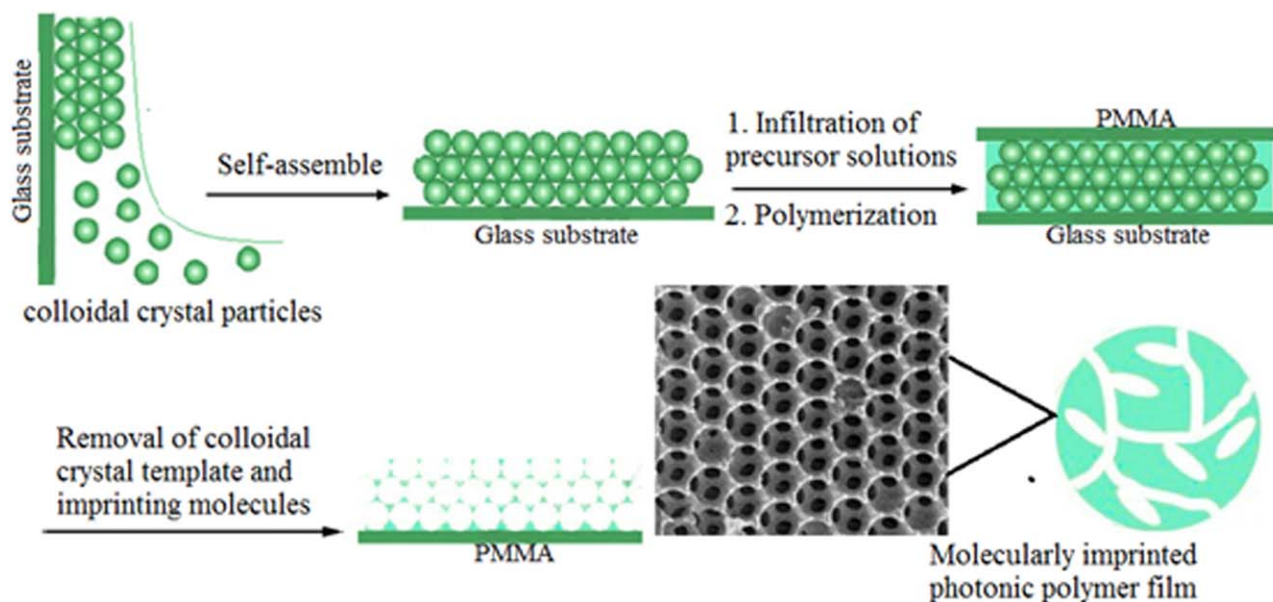 Glass substrate
colloidal crystal particles
Self-assemble
Glass substrate
1. Infiltration of
precursor solutions
2. Polymerization
PMMA
Glass substrate
Removal of colloidal
crystal template and
imprinting molecules
PMMA
Molecularly imprinted
photonic polymer film